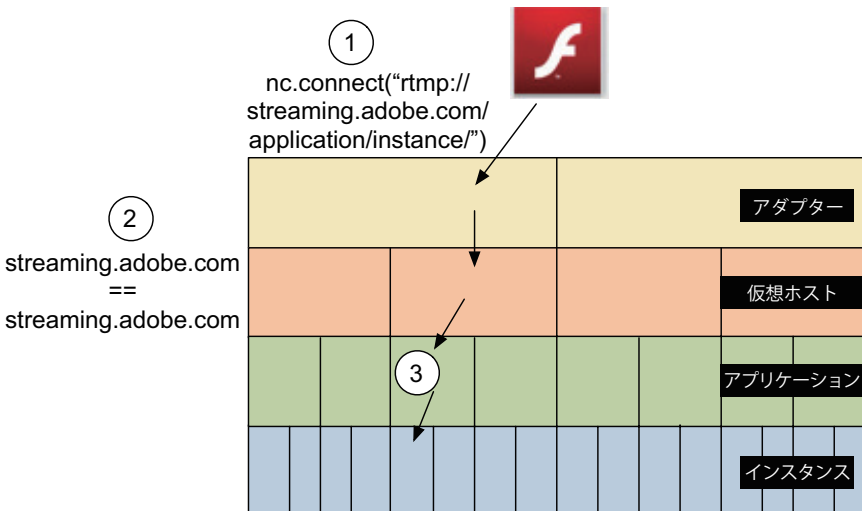 1
nc.connect(“rtmp://
streaming.adobe.com/
application/instance/”)
アダプター
2
streaming.adobe.com
==
streaming.adobe.com
仮想ホスト
3
アプリケーション
インスタンス